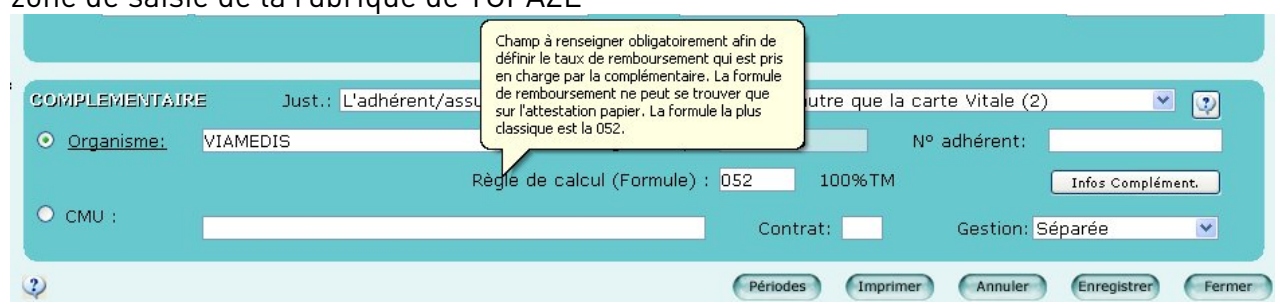 zone de saisie de la rubrique de TOPAZE
Champ à renseigner obligatoirement afin de
définir le taux de remboursement qui est pris
en charge par la complémentaire. La formule
de remboursement ne peut se trouver que
sur l'attestation papier. La formule la plus
classique est la 052.
COMPLEMENTAIRE Just.: L'adhérent/assu utre que la carte Vitale (2)
Organisme: VIAMEDIS N° adhérent:
Règle de calcul (Formule) : 052 100%TM Infos Complément.
CMU : Contrat: Gestion: Séparée
Périodes Imprimer Annuler Enregistrer Fermer